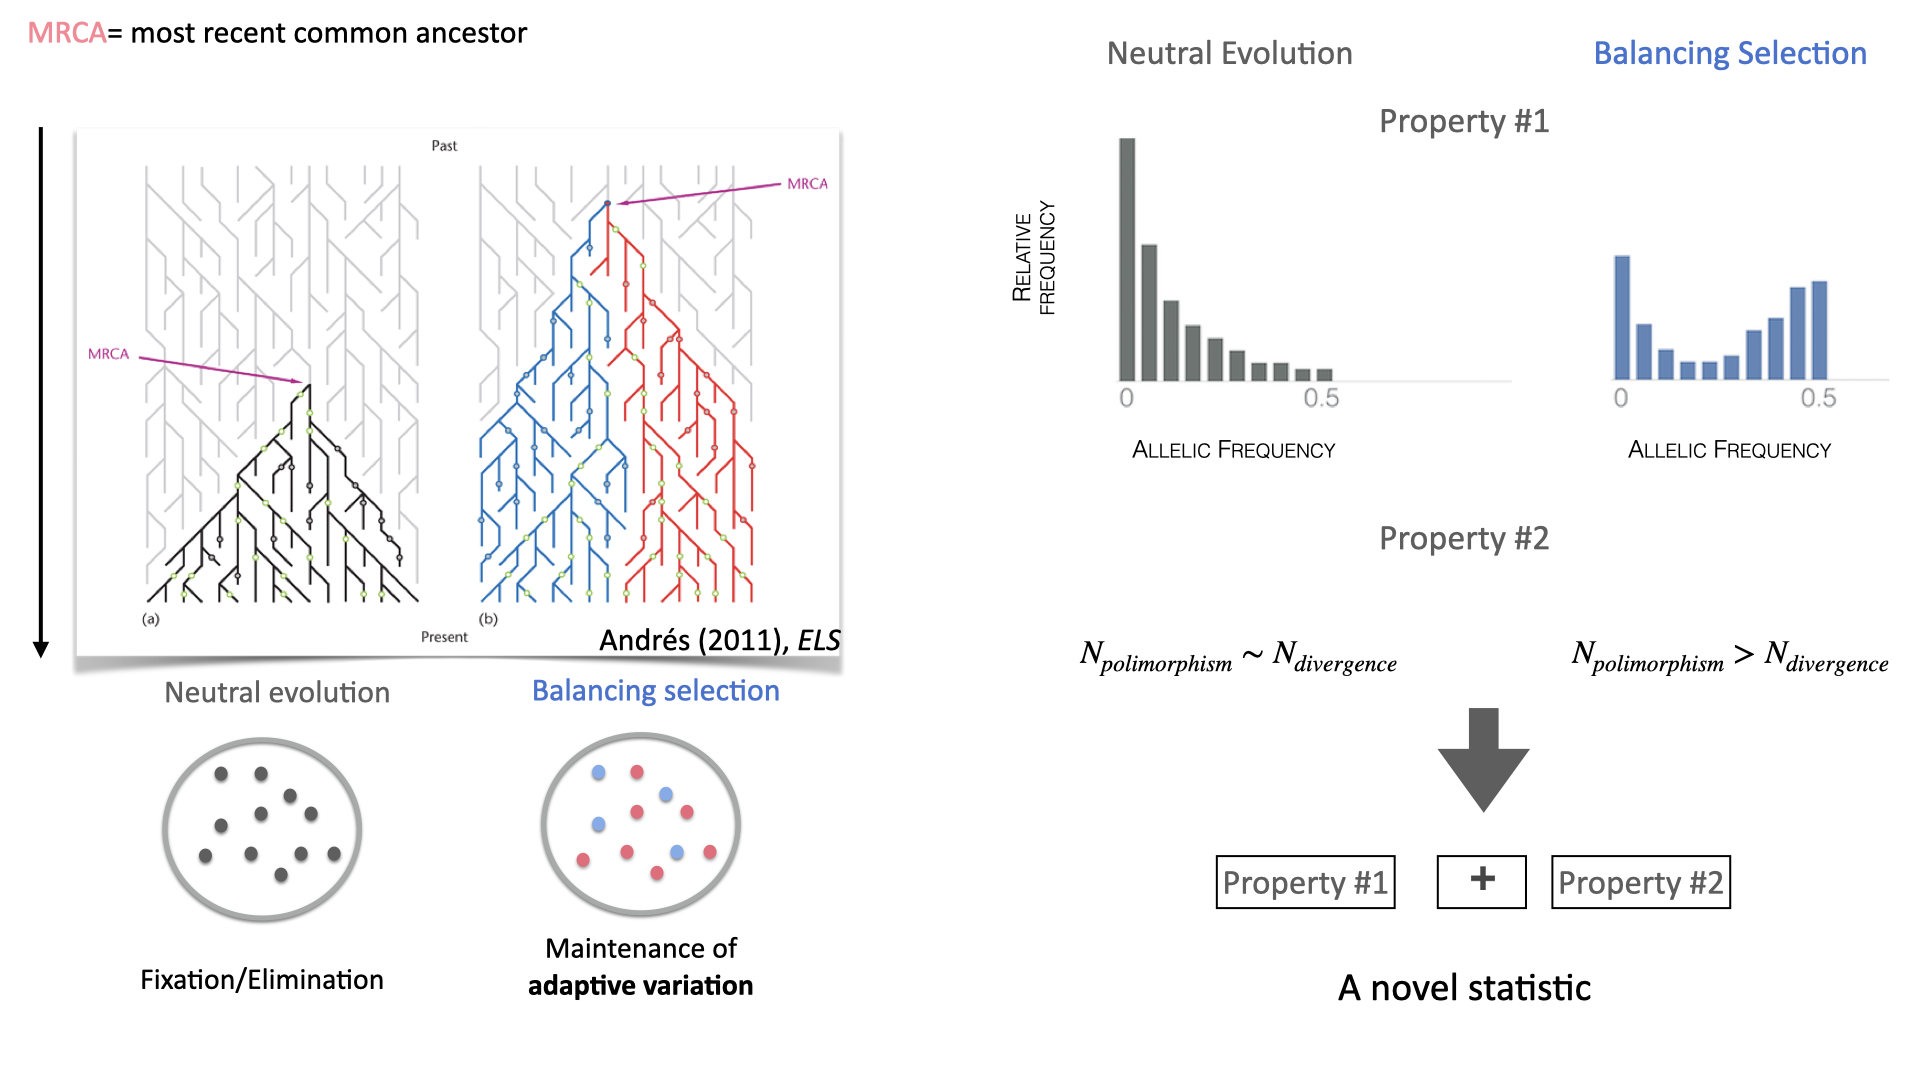 MRCA= most recent common ancestor
Past
MRCA
MRCA
(a)
(b)
Present
Andrés (2011), ELS
Neutral evolution
Balancing selection
Fixation/Elimination
Maintenance of
adaptive variation
Neutral Evolution
Balancing Selection
Property #1
RELATIVE
FREQUENCY
0
0.5
0
0.5
ALLELIC FREQUENCY
ALLELIC FREQUENCY
Property #2
Npolimorphism ~ Ndivergence
Npolimorphism > Ndivergence
Property #1
+
Property #2
A novel statistic